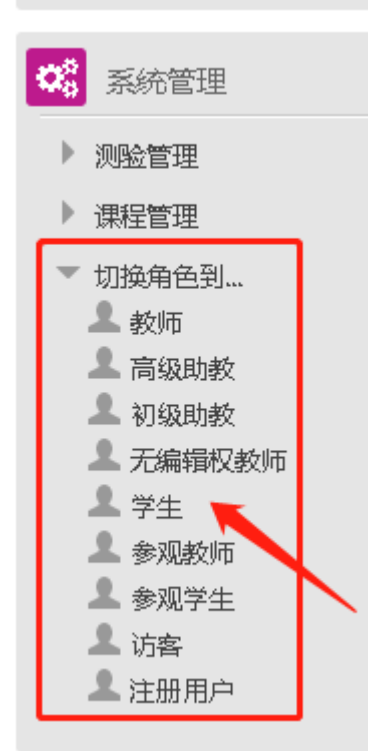 系统管理
测验管理
课程管理
切换角色到...
教师
高级助教
初级助教
无编辑权教师
学生
参观教师
参观学生
访客
注册用户